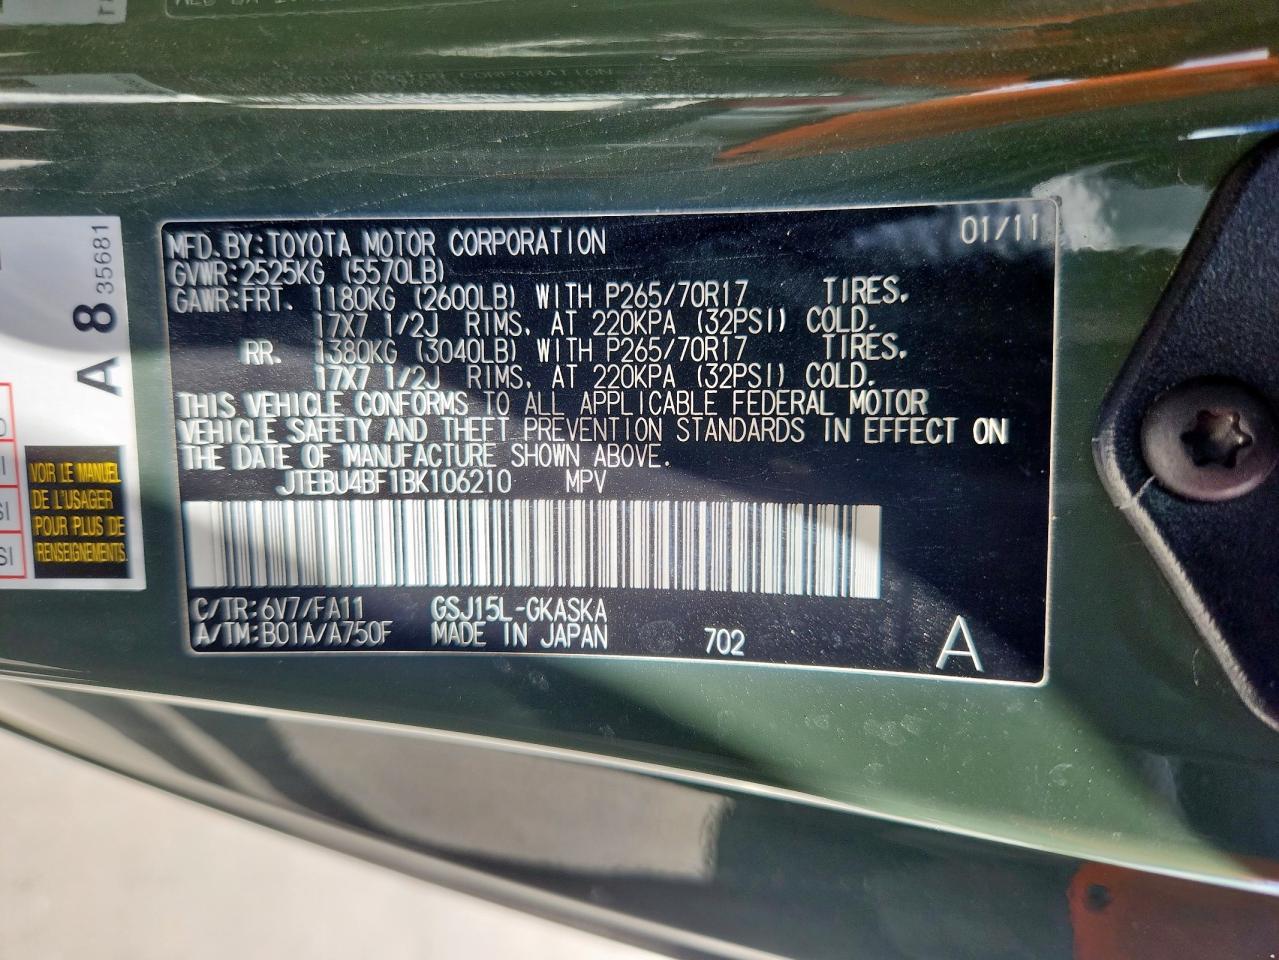 MFD. BY: TOYOTA MOTOR CORPORATION 01/11
GVWR: 2525KG (5570LB)
GAWR: FRT. 1180KG (2600LB) WITH P265/70R17 TIRES,
17X7 1/2J RIMS, AT 220KPA (32PSI) COLD.
RR. 1380KG (3040LB) WITH P265/70R17 TIRES,
17X7 1/2J RIMS, AT 220KPA (32PSI) COLD.
THIS VEHICLE CONFORMS TO ALL APPLICABLE FEDERAL MOTOR
VEHICLE SAFETY AND THEFT PREVENTION STANDARDS IN EFFECT ON
THE DATE OF MANUFACTURE SHOWN ABOVE.
JTEBU4BF1BK106210 MPV
C/TR: 6V7/FA11 GSJ15L-GKASKA
A/TM: B01A/A750F MADE IN JAPAN 702 A
A 8 35681
VOIR LE MANUEL
DE L'USAGER
POUR PLUS DE
RENSEIGNEMENTS.